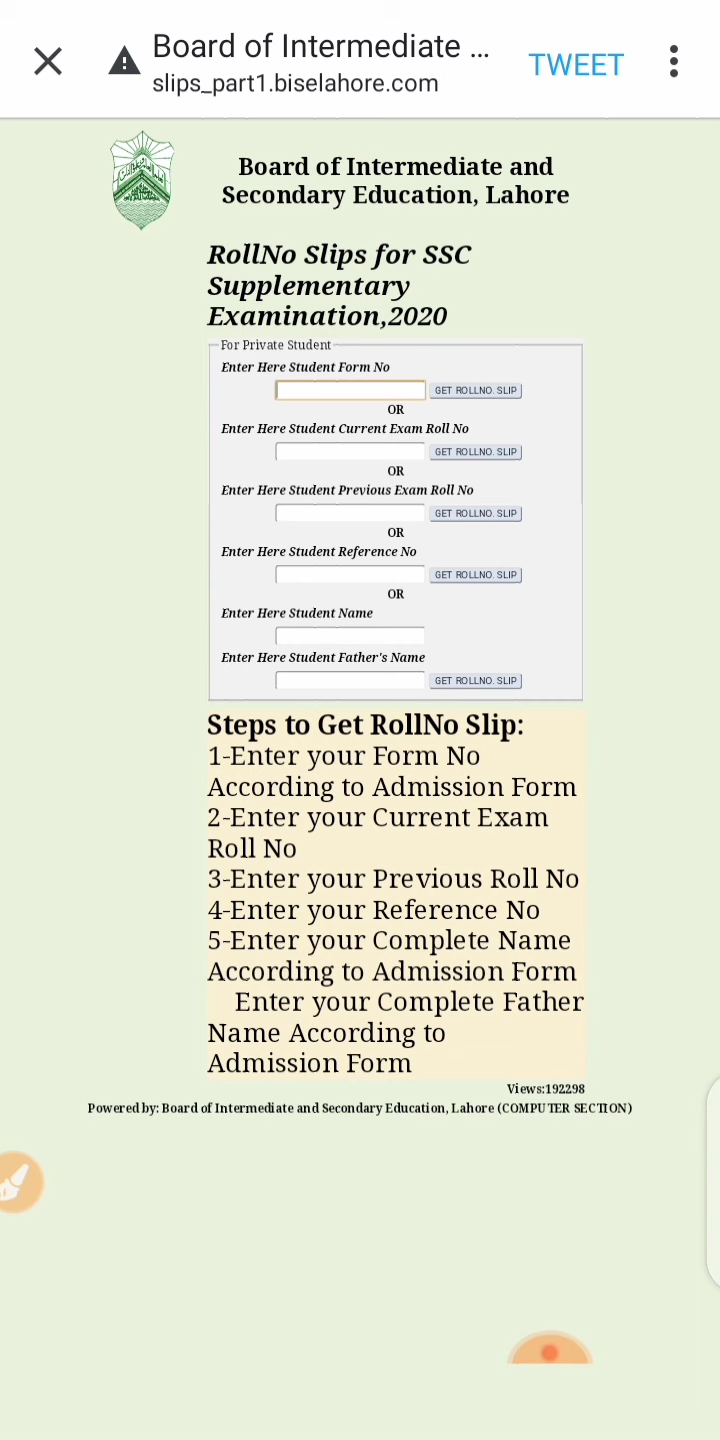 Board of Intermediate ...
TWEET
slips_part1.biselahore.com
Board of Intermediate and
Secondary Education, Lahore
RollNo Slips for SSC
Supplementary
Examination,2020
For Private Student
Enter Here Student Form No
GET ROLLNO. SLIP
OR
Enter Here Student Current Exam Roll No
GET ROLLNO. SLIP
OR
Enter Here Student Previous Exam Roll No
GET ROLLNO. SLIP
OR
Enter Here Student Reference No
GET ROLLNO. SLIP
OR
Enter Here Student Name
Enter Here Student Father's Name
GET ROLLNO. SLIP
Steps to Get RollNo Slip:
1-Enter your Form No
According to Admission Form
2-Enter your Current Exam
Roll No
3-Enter your Previous Roll No
4-Enter your Reference No
5-Enter your Complete Name
According to Admission Form
Enter your Complete Father
Name According to
Admission Form
Views:192298
Powered by: Board of Intermediate and Secondary Education, Lahore (COMPUTER SECTION)